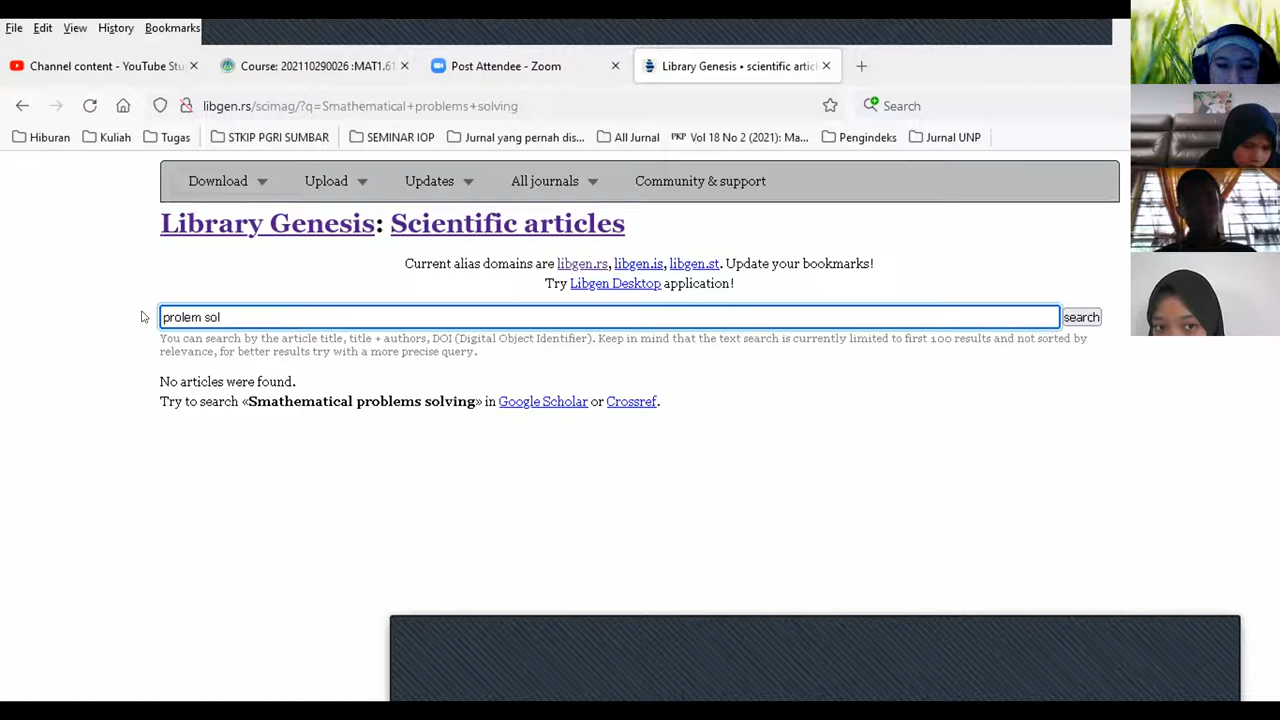 File Edit View History Bookmarks
Channel content - YouTube Stu Course: 202110290026 :MAT1.61 Post Attendee - Zoom Library Genesis • scientific articl
libgen.rs/scimag/?q=Smathematical+problems+solving Search
Hiburan Kuliah Tugas STKIP PGRI SUMBAR SEMINAR IOP Jurnal yang pernah dis... All Jurnal PKP Vol 18 No 2 (2021): Ma... Pengindeks Jurnal UNP
Download Upload Updates All journals Community & support
Library Genesis: Scientific articles
Current alias domains are libgen.rs, libgen.is, libgen.st. Update your bookmarks!
Try Libgen Desktop application!
prolem sol search
You can search by the article title, title + authors, DOI (Digital Object Identifier). Keep in mind that the text search is currently limited to first 100 results and not sorted by
relevance, for better results try with a more precise query.
No articles were found.
Try to search «Smathematical problems solving» in Google Scholar or Crossref.